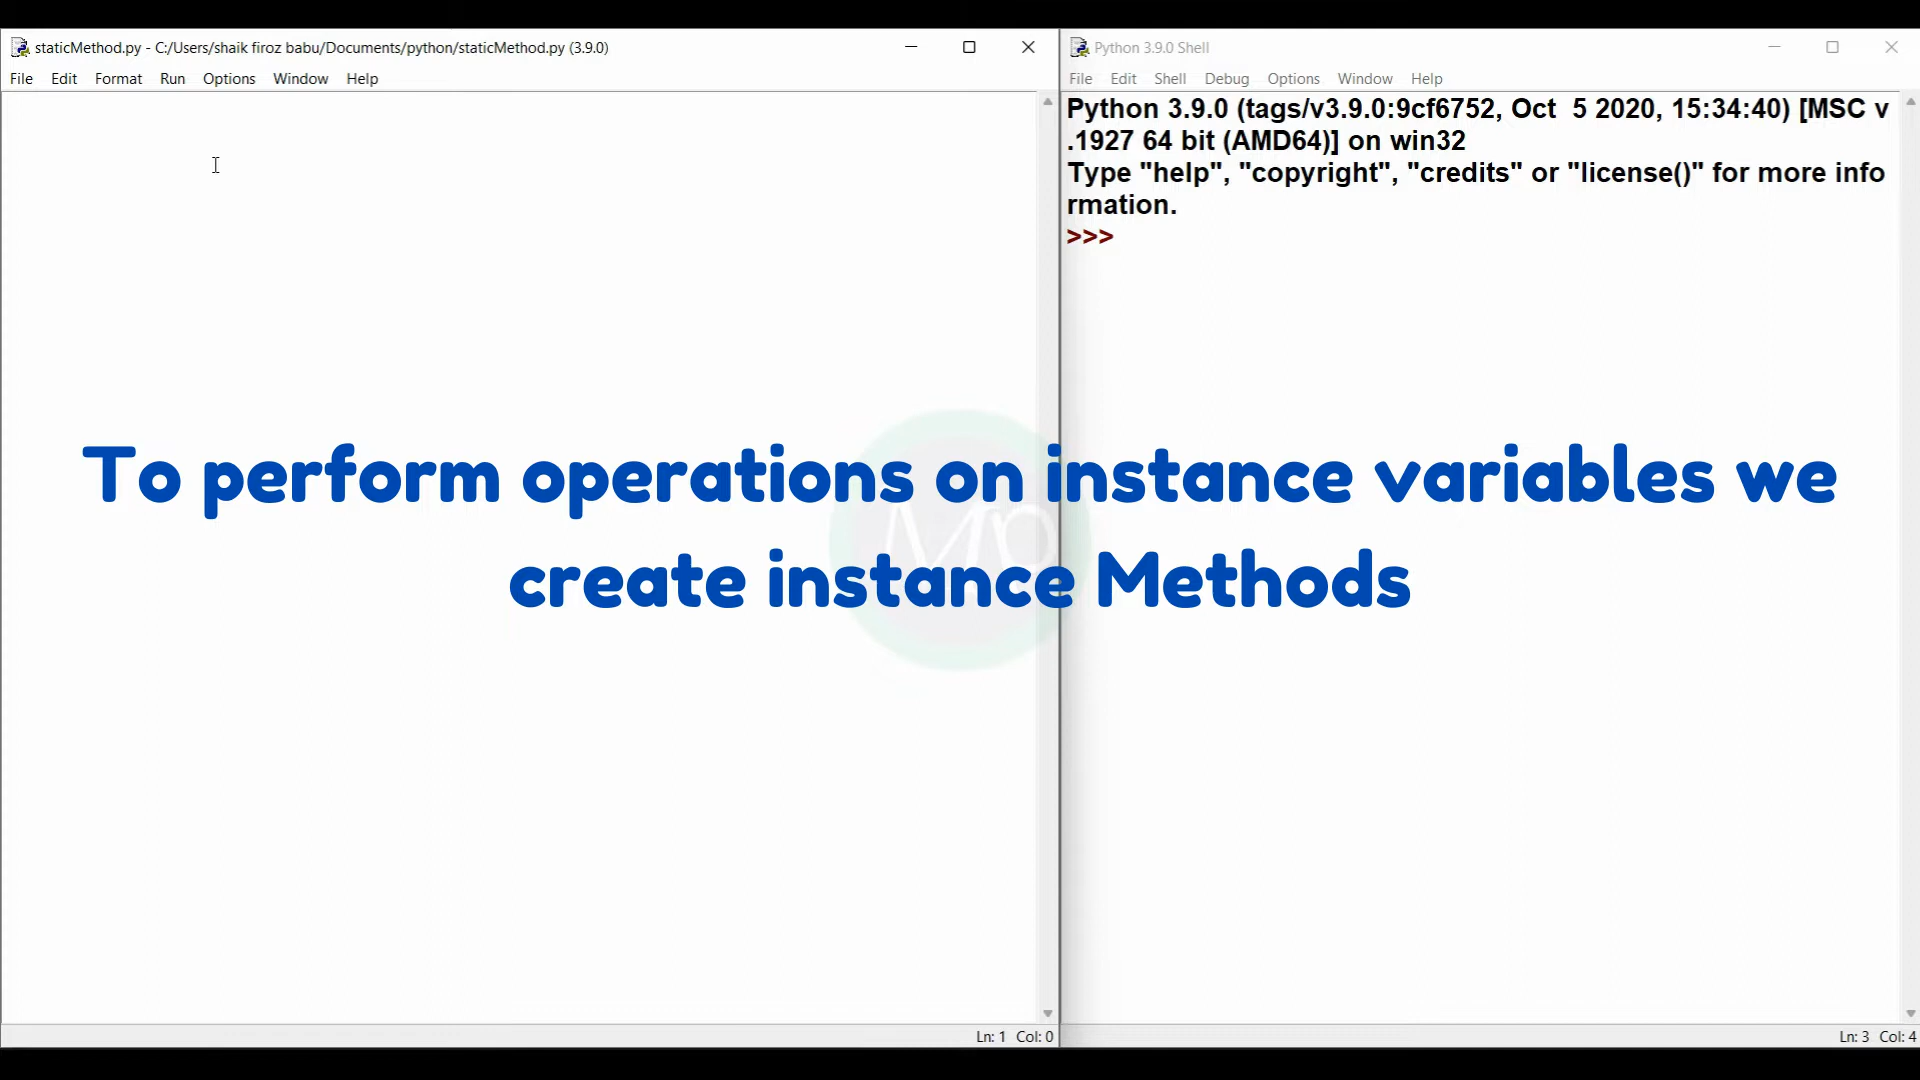 staticMethod.py - C:/Users/shaik firoz babu/Documents/python/staticMethod.py (3.9.0)
File Edit Format Run Options Window Help
Ln: 1 Col: 0
Python 3.9.0 Shell
File Edit Shell Debug Options Window Help
Python 3.9.0 (tags/v3.9.0:9cf6752, Oct  5 2020, 15:34:40) [MSC v
.1927 64 bit (AMD64)] on win32
Type "help", "copyright", "credits" or "license()" for more info
rmation.
>>>
Ln: 3 Col: 4
To perform operations on instance variables we
create instance Methods
Mp